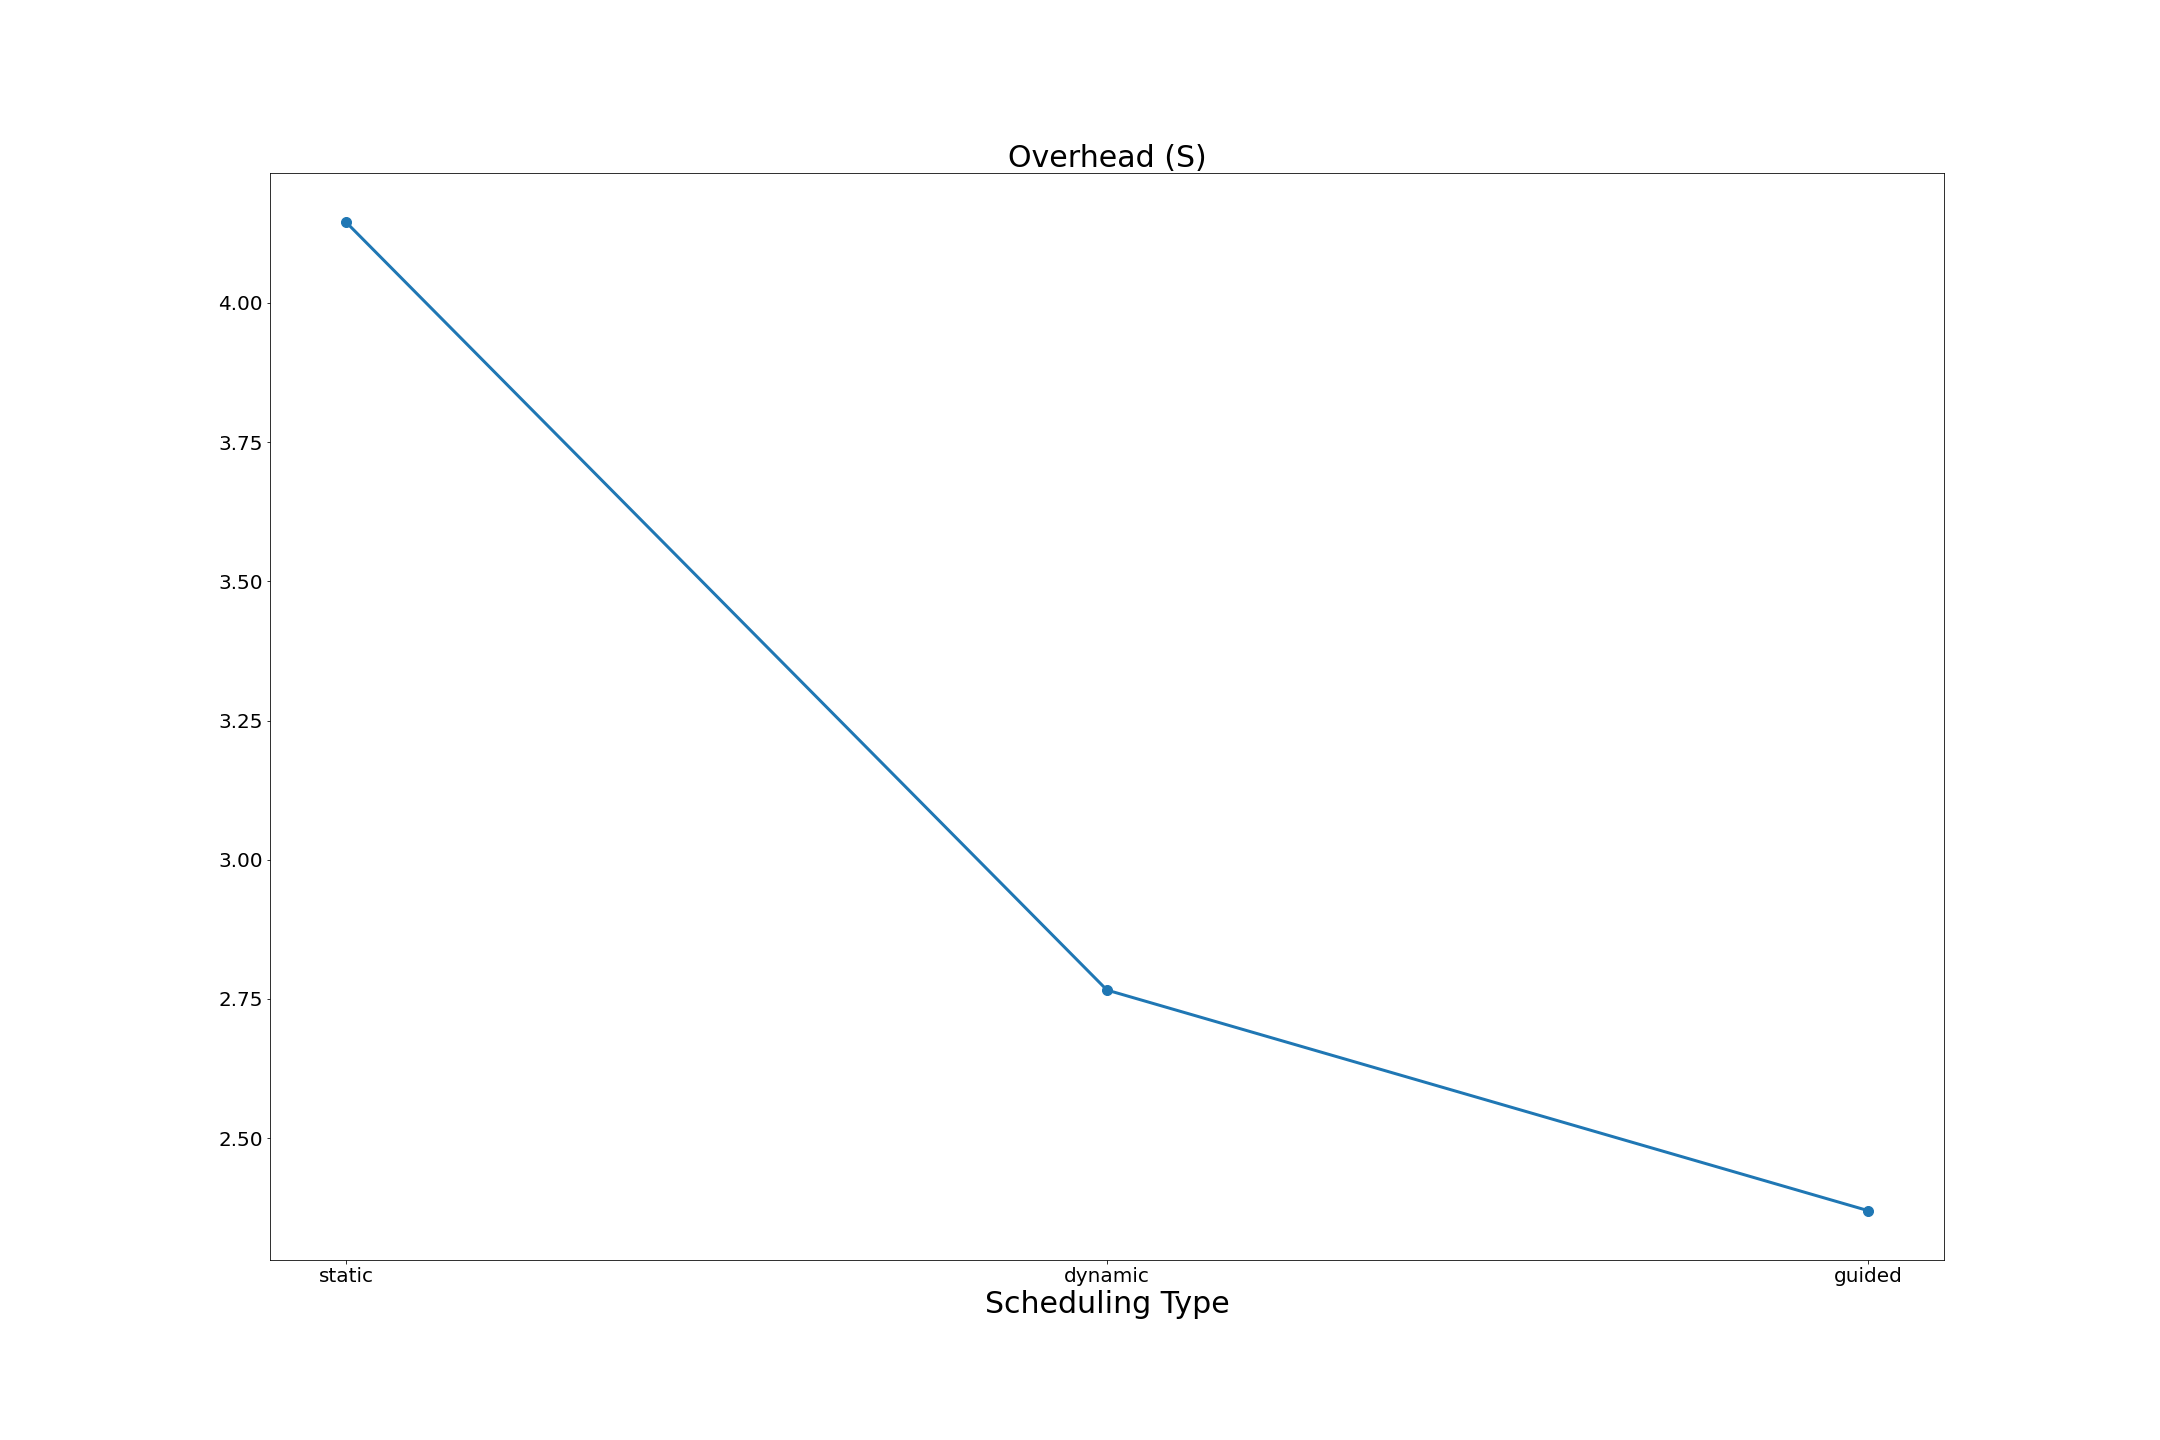 Overhead (S)
4.00
3.75
3.50
3.25
3.00
2.75
2.50
static dynamic guided
Scheduling Type